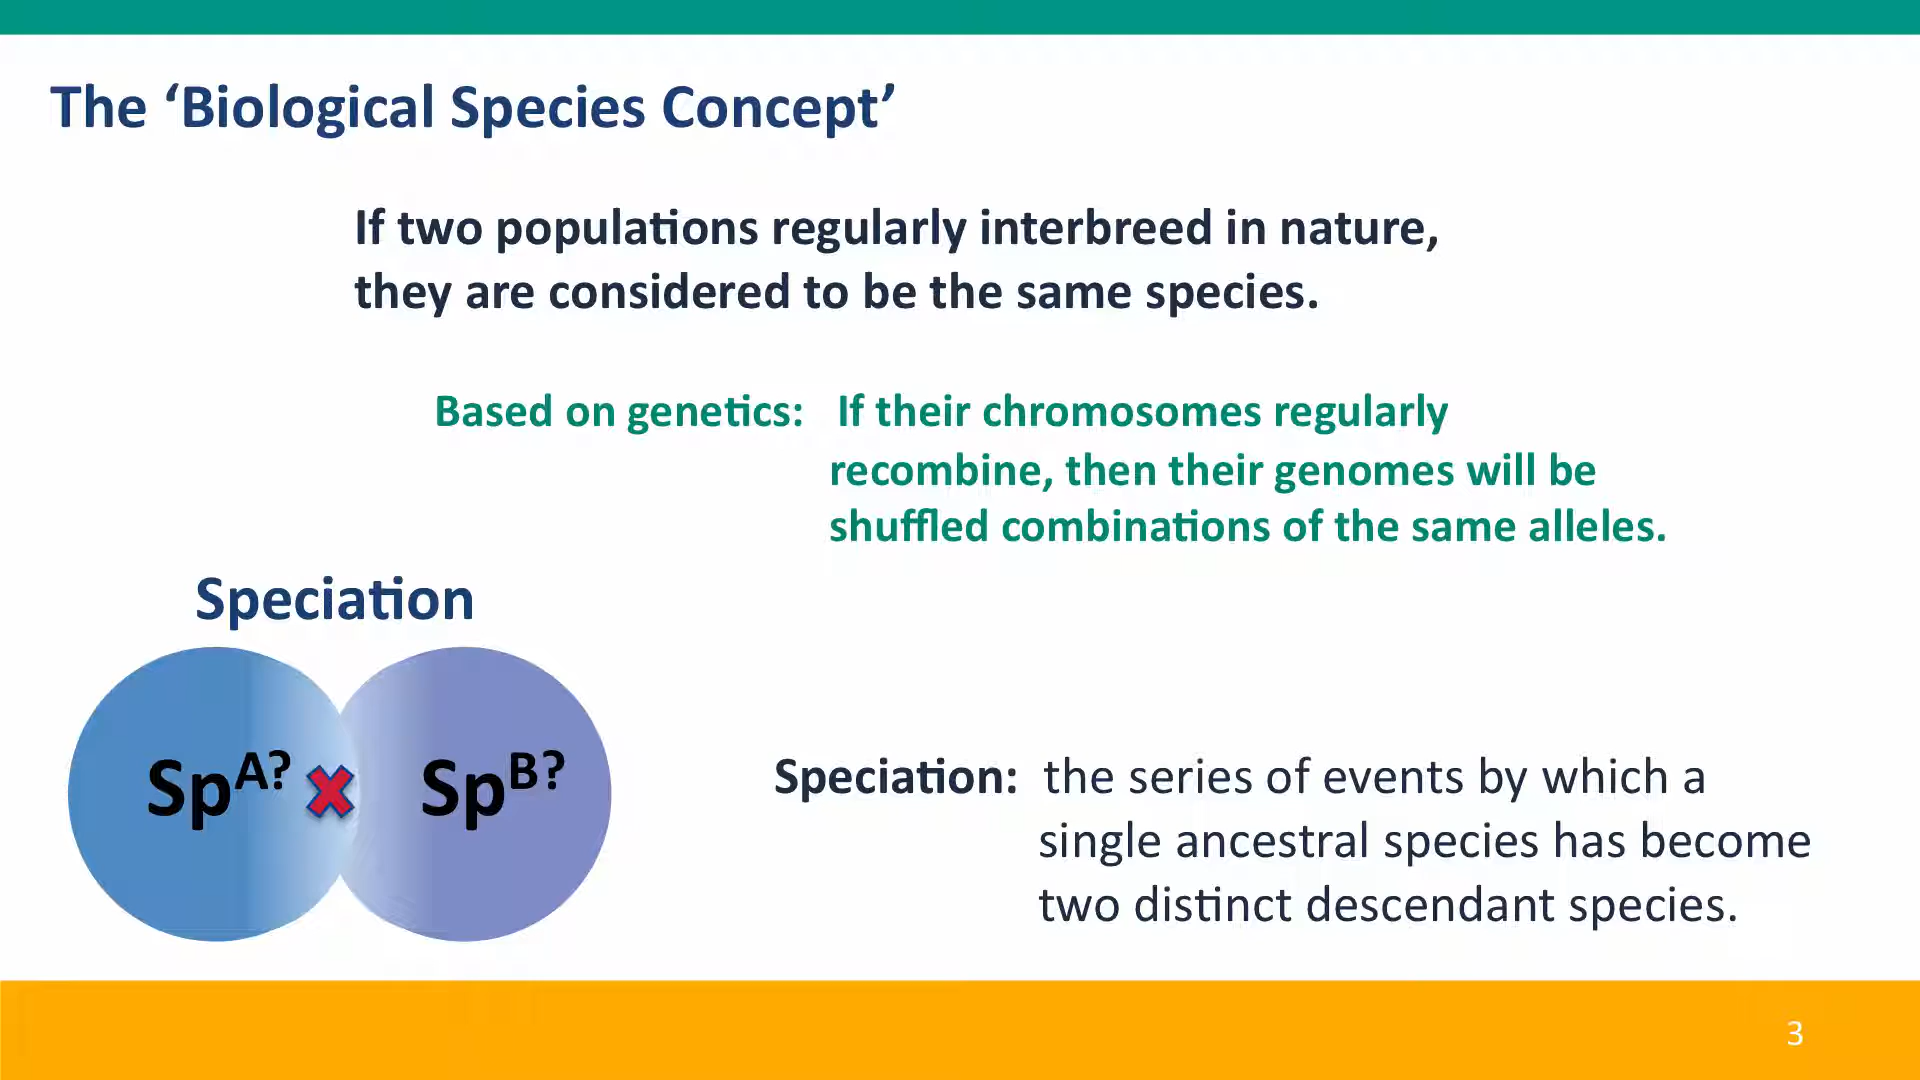 The ‘Biological Species Concept’
If two populations regularly interbreed in nature,
they are considered to be the same species.
Based on genetics: If their chromosomes regularly
recombine, then their genomes will be
shuffled combinations of the same alleles.
Speciation
SpA? SpB?
Speciation: the series of events by which a
single ancestral species has become
two distinct descendant species.
3